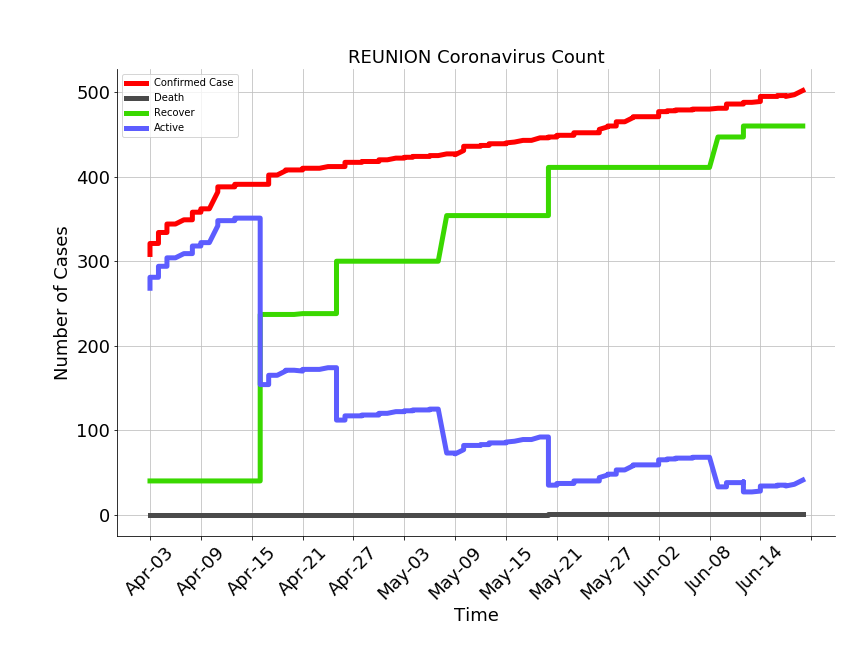 REUNION Coronavirus Count
Confirmed Case
Death
Recover
Active
Number of Cases
500
400
300
200
100
0
Apr-03
Apr-09
Apr-15
Apr-21
Apr-27
May-03
May-09
May-15
May-21
May-27
Jun-02
Jun-08
Jun-14
Time